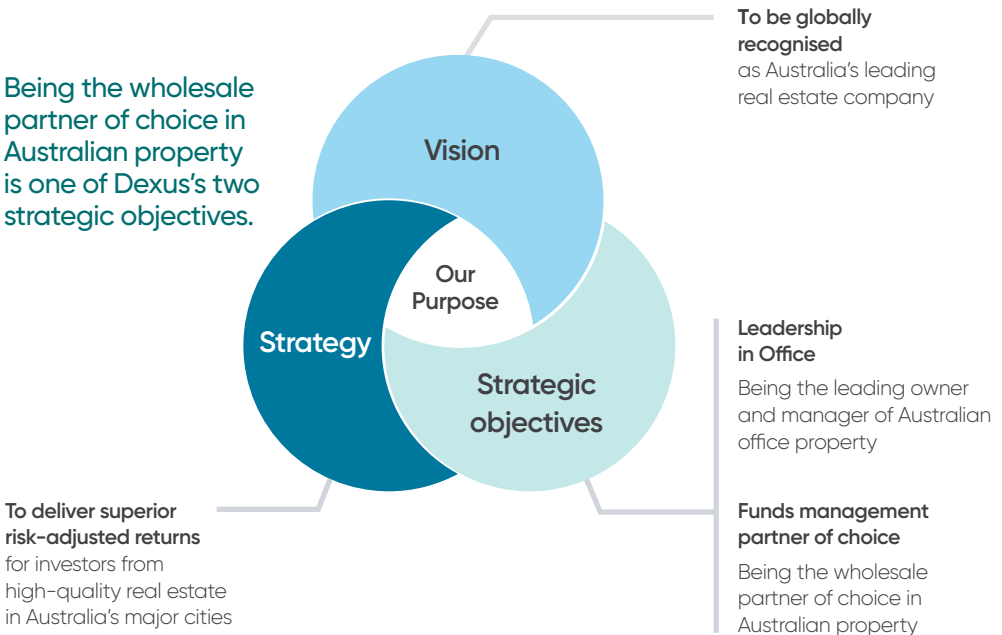 Being the wholesale
partner of choice in
Australian property
is one of Dexus's two
strategic objectives.
To be globally
recognised
as Australia's leading
real estate company
Vision
Our
Purpose
Strategy
Strategic
objectives
Leadership
in Office
Being the leading owner
and manager of Australian
office property
To deliver superior
risk-adjusted returns
for investors from
high-quality real estate
in Australia's major cities
Funds management
partner of choice
Being the wholesale
partner of choice in
Australian property